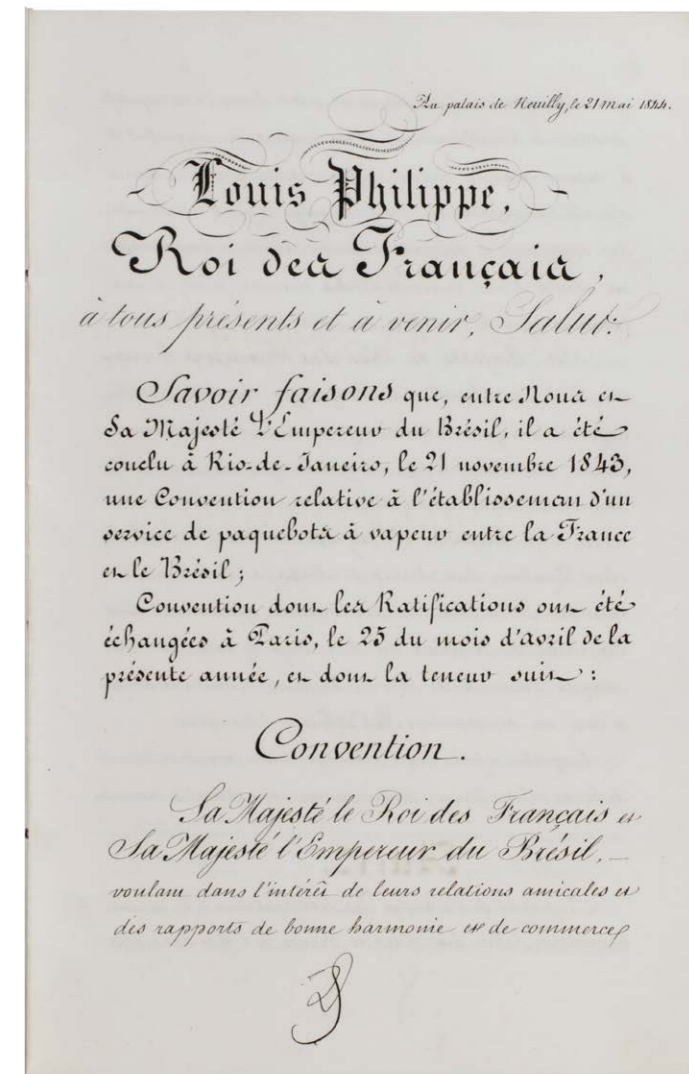 Au palais de Neuilly, le 21 mai 1844.
Louis Philippe,
Roi des Français,
à tous présents et à venir, Salut:
Savoir faisons que, entre Nous et
Sa Majesté l'Empereur du Brésil, il a été
conclu à Rio-de-Janeiro, le 21 novembre 1843,
une Convention relative à l'établissement d'un
service de paquebots à vapeur entre la France
et le Brésil;
Convention dont les Ratifications ont été
échangées à Paris, le 25 du mois d'avril de la
présente année, et dont la teneur suit:
Convention.
Sa Majesté le Roi des Français et
Sa Majesté l'Empereur du Brésil,
voulant dans l'intérêt de leurs relations amicales et
des rapports de bonne harmonie et de commerce